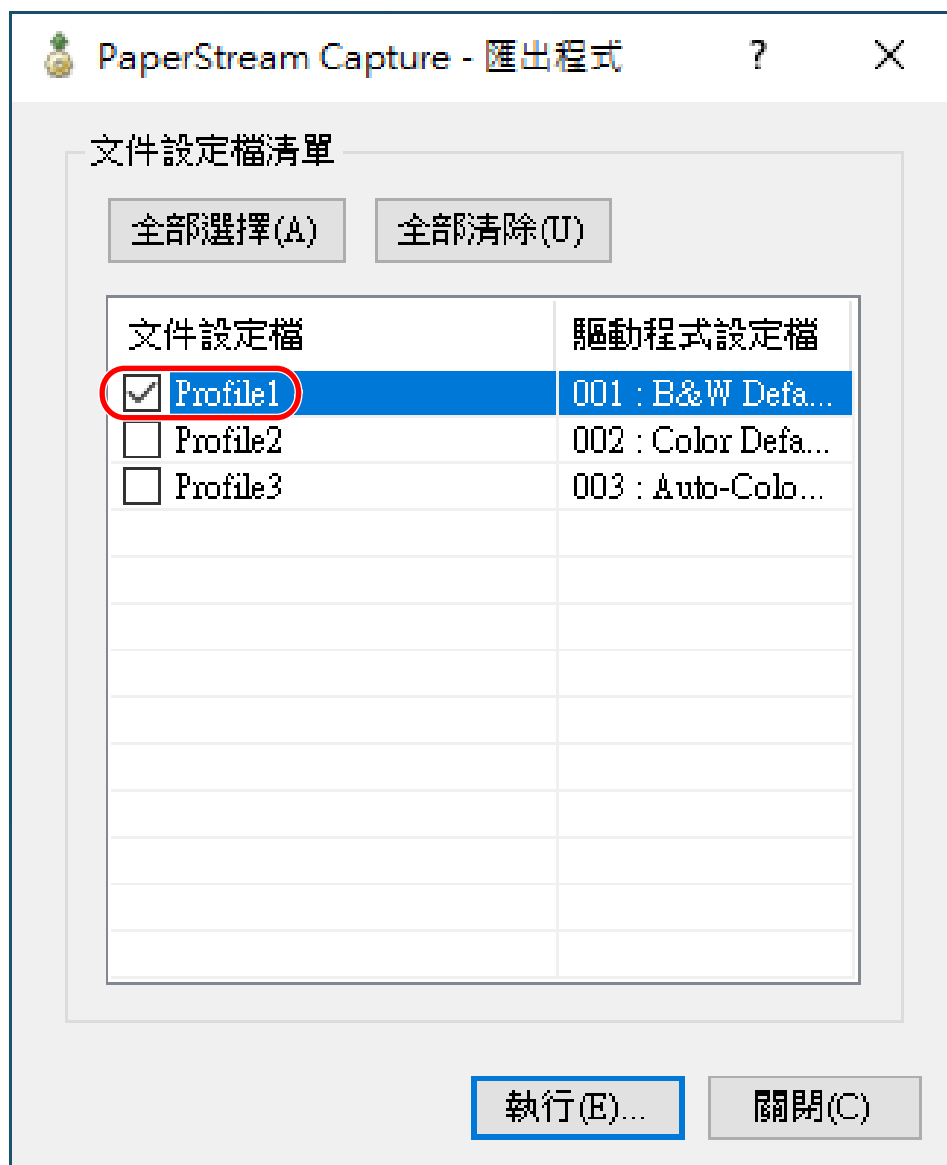 PaperStream Capture - 匯出程式 ?
文件設定檔清單
全部選擇(A) 全部清除(U)
文件設定檔 驅動程式設定檔
Profile1 001 : B&W Defa...
Profile2 002 : Color Defa...
Profile3 003 : Auto-Colo...
執行(E)... 關閉(C)